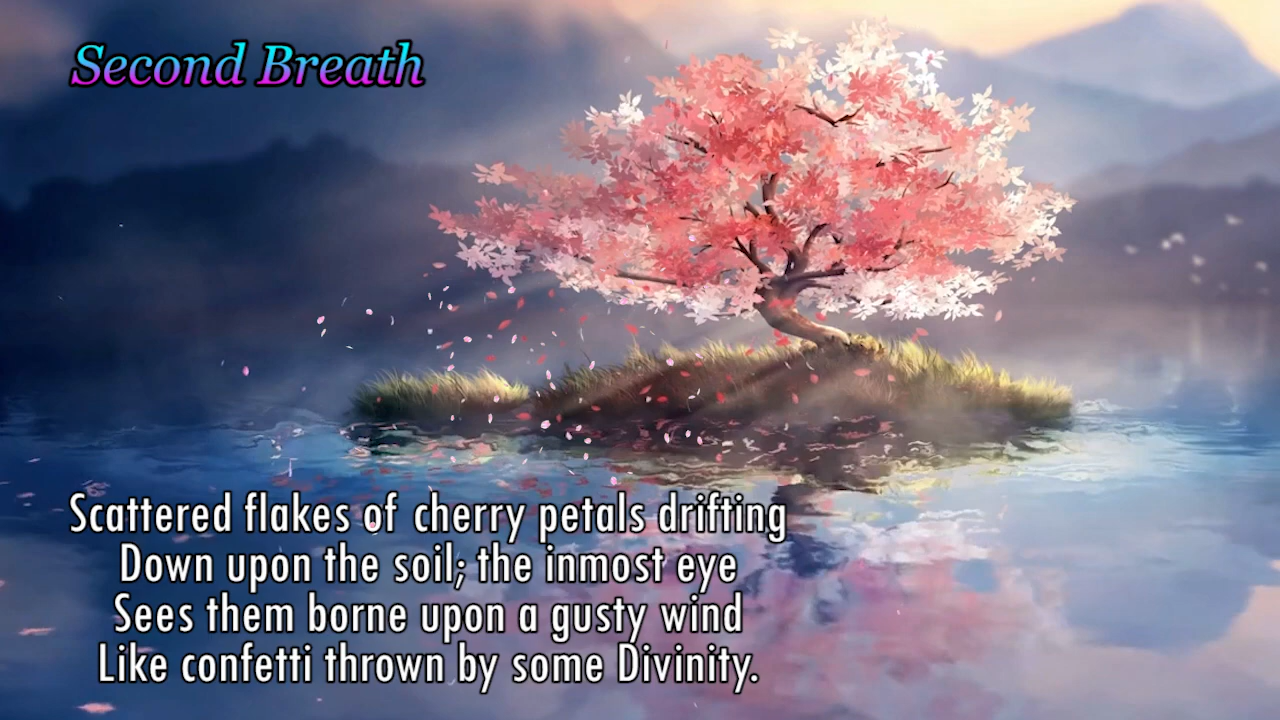 Second Breath
Scattered flakes of cherry petals drifting
Down upon the soil; the inmost eye
Sees them borne upon a gusty wind
Like confetti thrown by some Divinity.